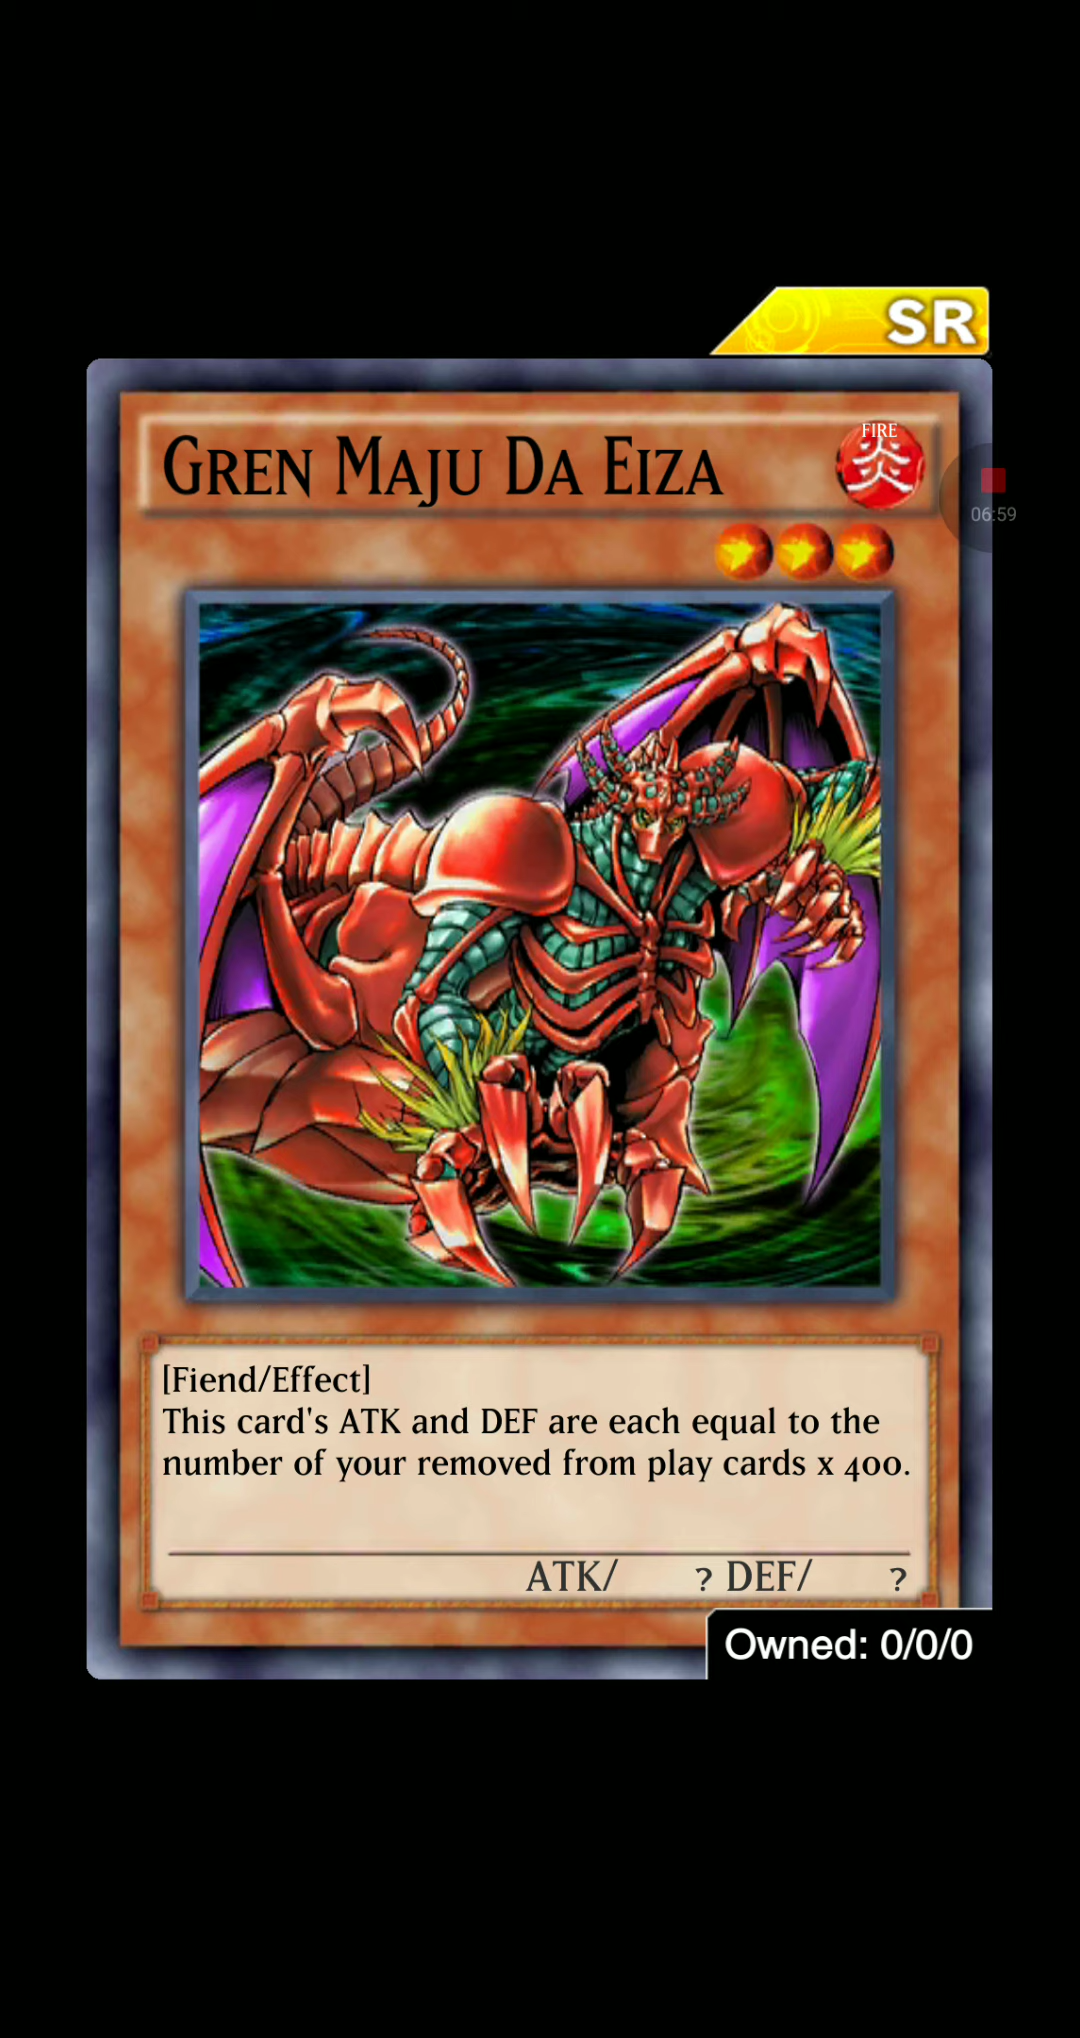 SR
GREN MAJU DA EIZA
FIRE
炎
06:59
[Fiend/Effect]
This card's ATK and DEF are each equal to the
number of your removed from play cards x 400.
ATK/ ? DEF/ ?
Owned: 0/0/0